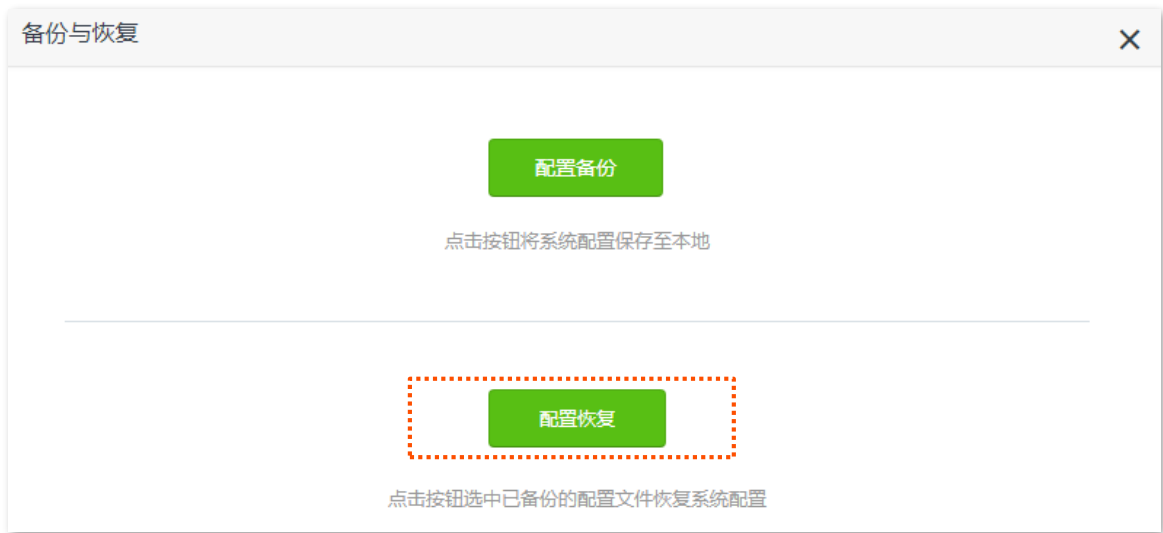 备份与恢复
配置备份
点击按钮将系统配置保存至本地
配置恢复
点击按钮选中已备份的配置文件恢复系统配置